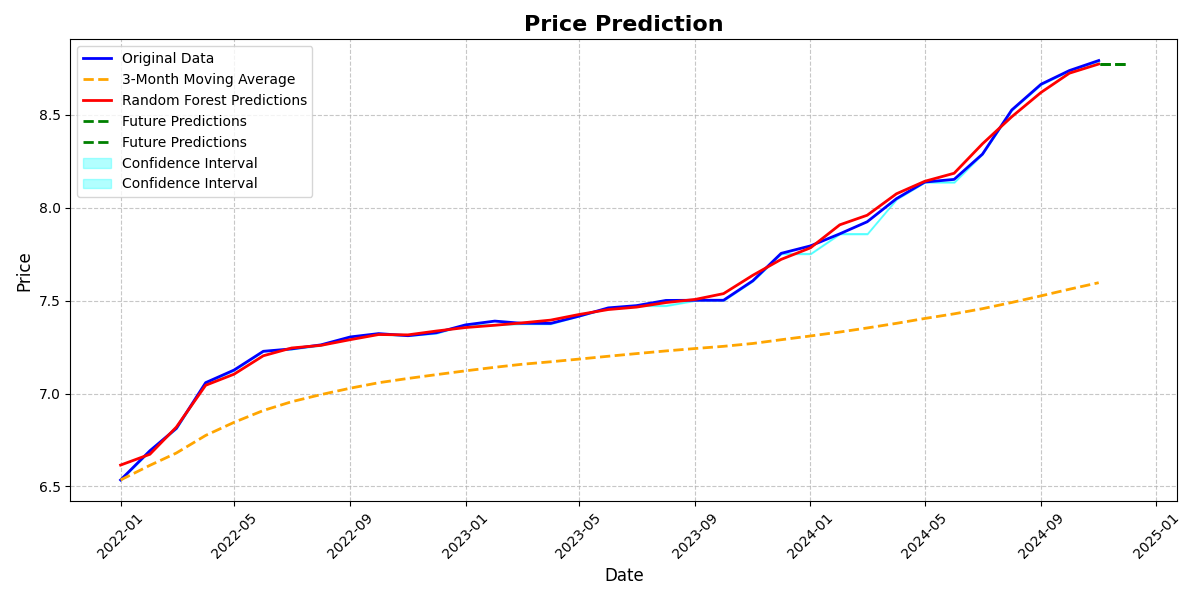 Price Prediction
Original Data
3-Month Moving Average
Random Forest Predictions
Future Predictions
Future Predictions
Confidence Interval
Confidence Interval
Price
8.5
8.0
7.5
7.0
6.5
2022-01
2022-05
2022-09
2023-01
2023-05
2023-09
2024-01
2024-05
2024-09
2025-01
Date